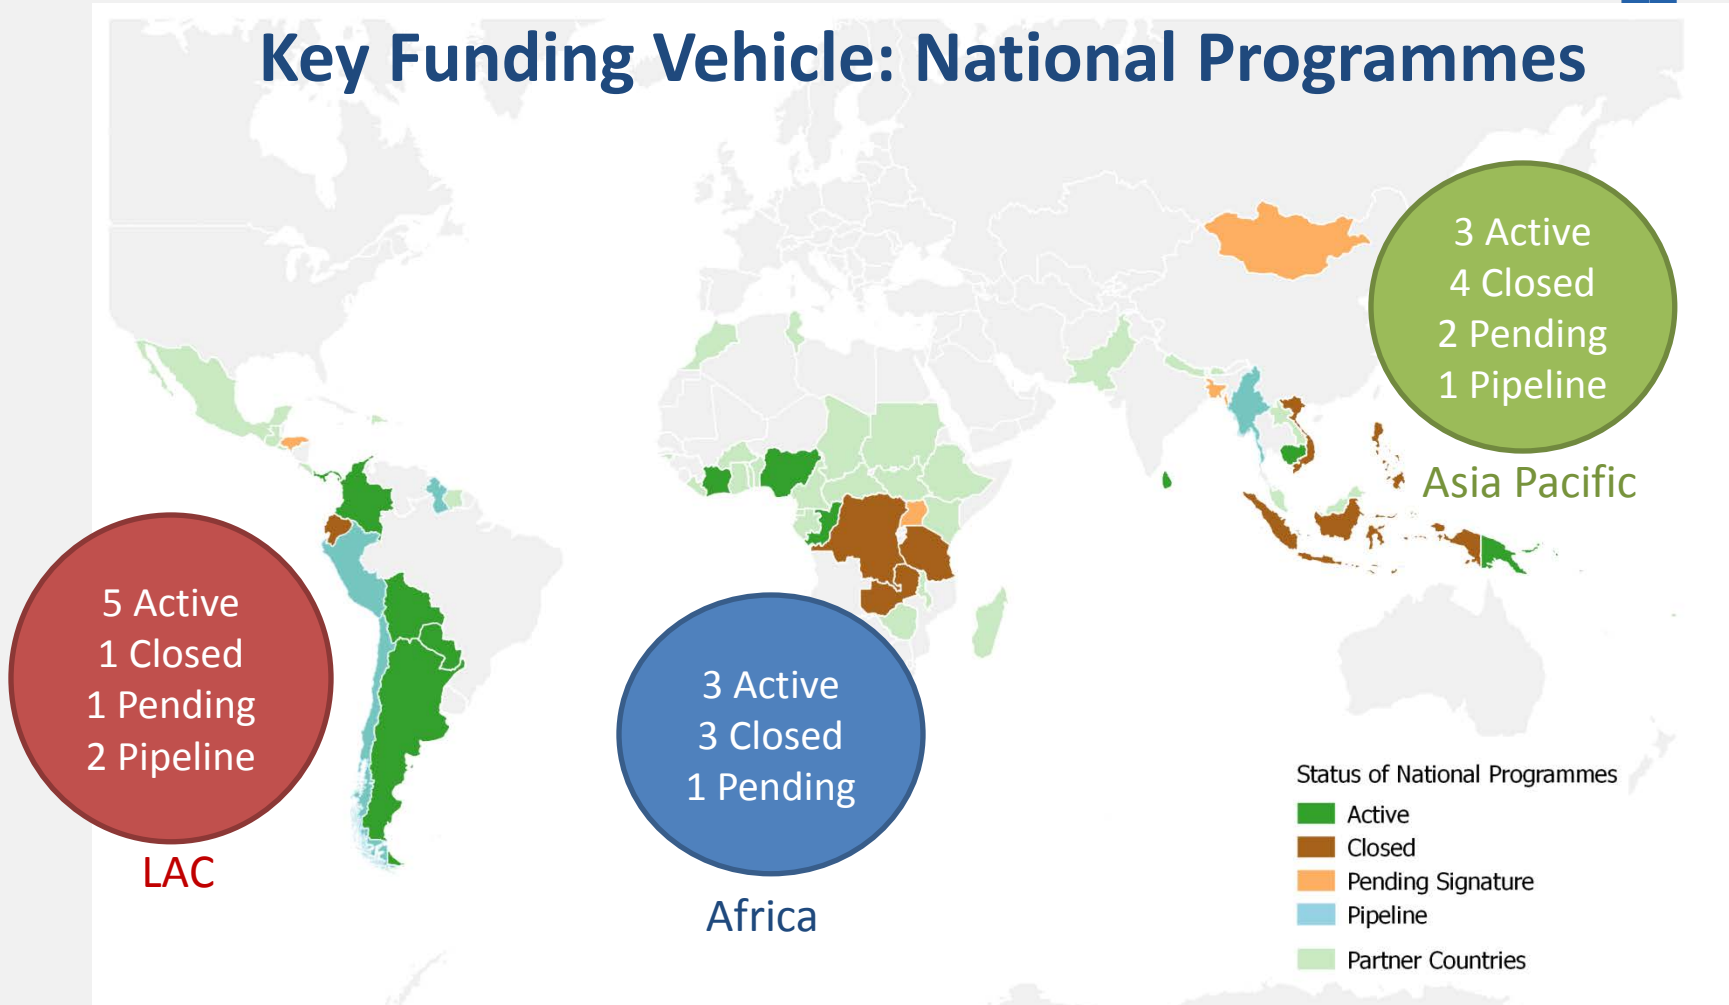 Key Funding Vehicle: National Programmes
3 Active
4 Closed
2 Pending
1 Pipeline
Asia Pacific
5 Active
1 Closed
1 Pending
2 Pipeline
LAC
3 Active
3 Closed
1 Pending
Africa
Status of National Programmes
Active
Closed
Pending Signature
Pipeline
Partner Countries